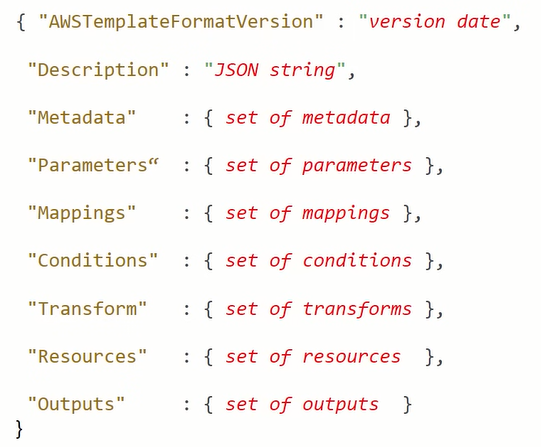 { "AWSTemplateFormatVersion" : "version date",
"Description" : "JSON string",
"Metadata" : { set of metadata },
"Parameters“ : { set of parameters },
"Mappings" : { set of mappings },
"Conditions" : { set of conditions },
"Transform" : { set of transforms },
"Resources" : { set of resources },
"Outputs" : { set of outputs }
}